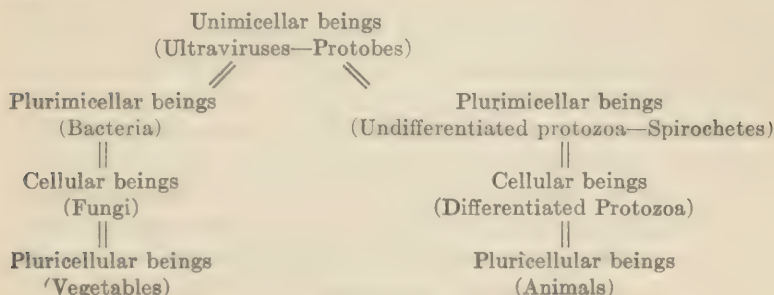 Unimicellar beings
(Ultraviruses—Protobes)
Plurimicellar beings
(Bacteria)
Cellular beings
(Fungi)
Pluricellular beings
(Vegetables)
Plurimicellar beings
(Undifferentiated protozoa—Spirochetes)
Cellular beings
(Differentiated Protozoa)
Pluricellular beings
(Animals)